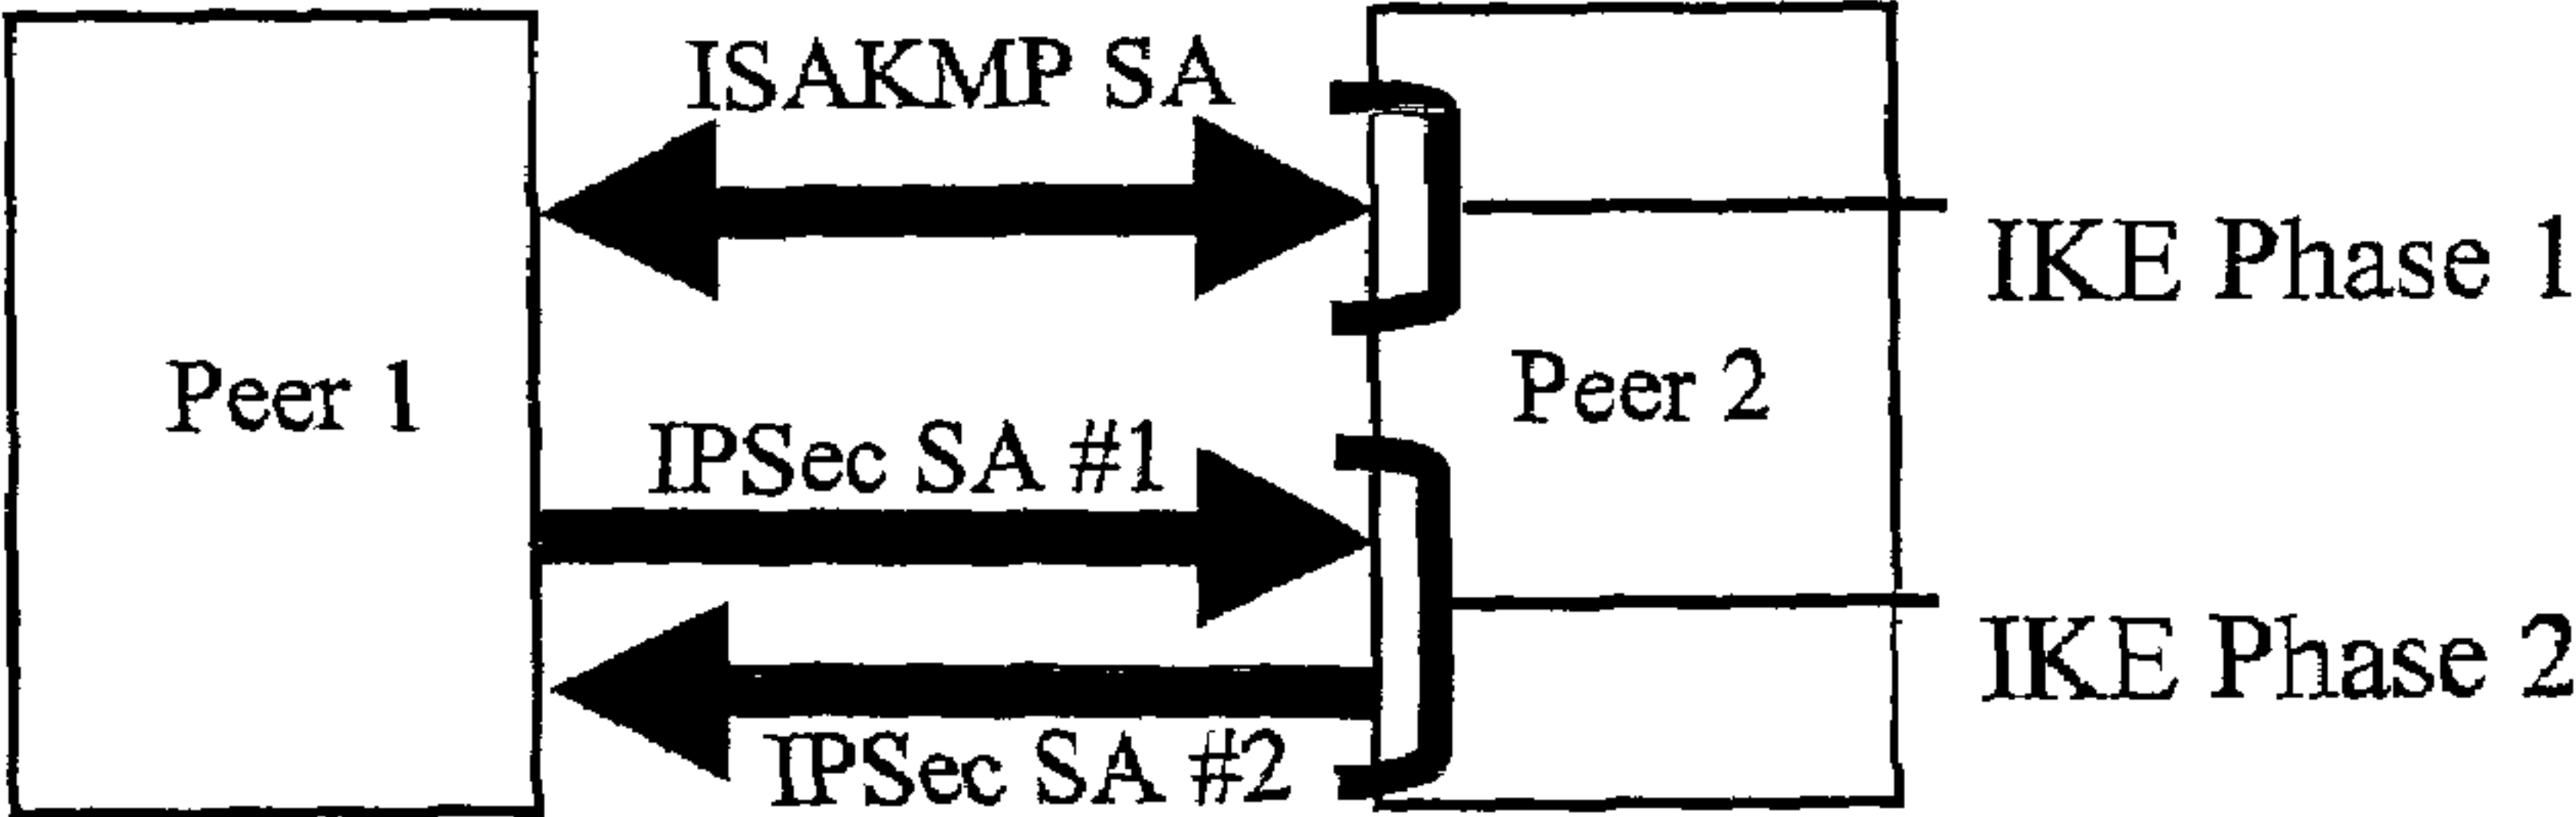 ISAKMP SA
IKE Phase 1
Peer 1
Peer 2
IPSec SA #1
IKE Phase 2
IPSec SA #2